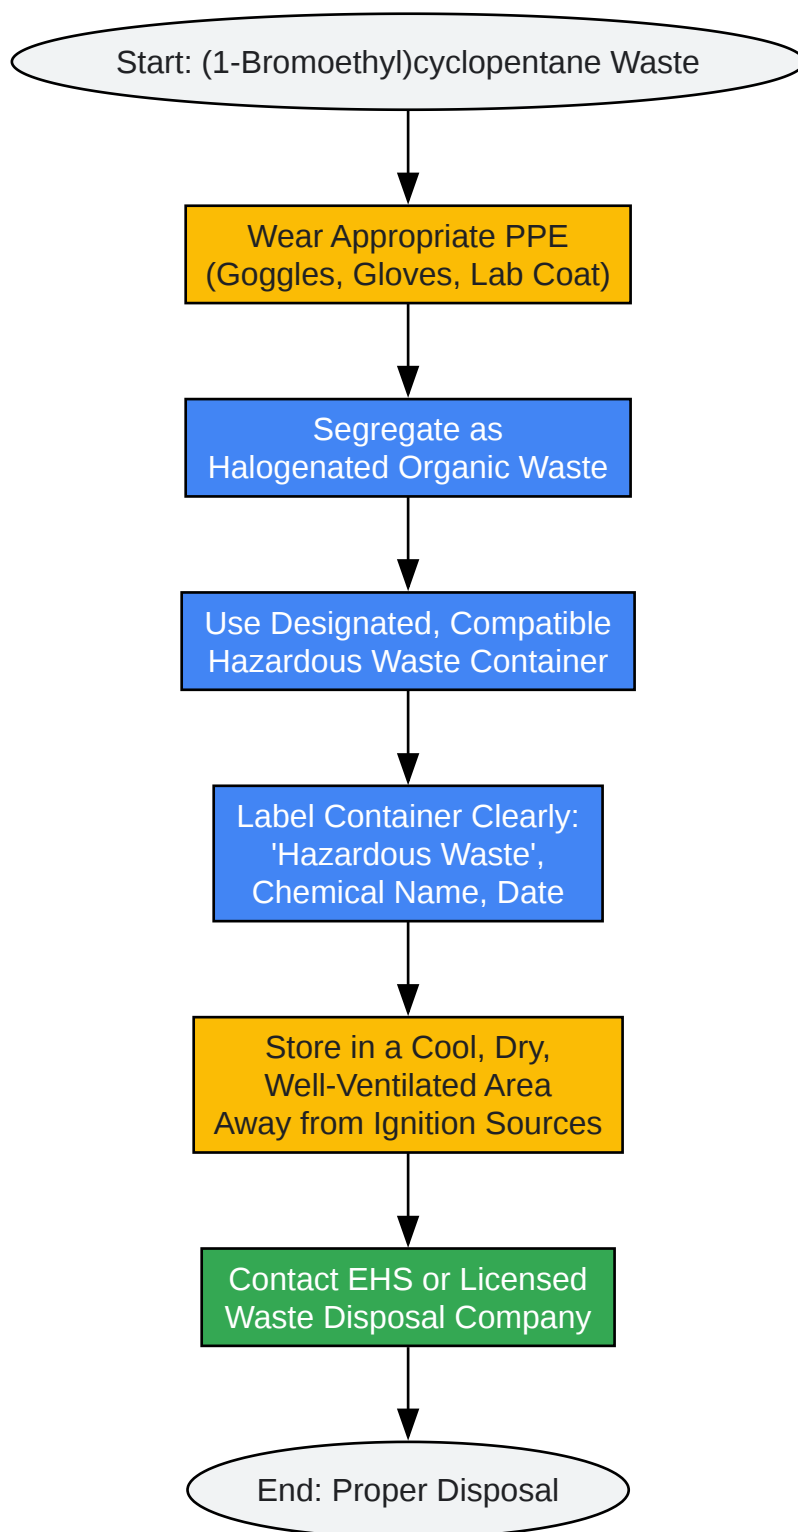 Start: (1-Bromoethyl)cyclopentane Waste
Wear Appropriate PPE
(Goggles, Gloves, Lab Coat)
Segregate as
Halogenated Organic Waste
Use Designated, Compatible
Hazardous Waste Container
Label Container Clearly:
'Hazardous Waste',
Chemical Name, Date
Store in a Cool, Dry,
Well-Ventilated Area
Away from Ignition Sources
Contact EHS or Licensed
Waste Disposal Company
End: Proper Disposal